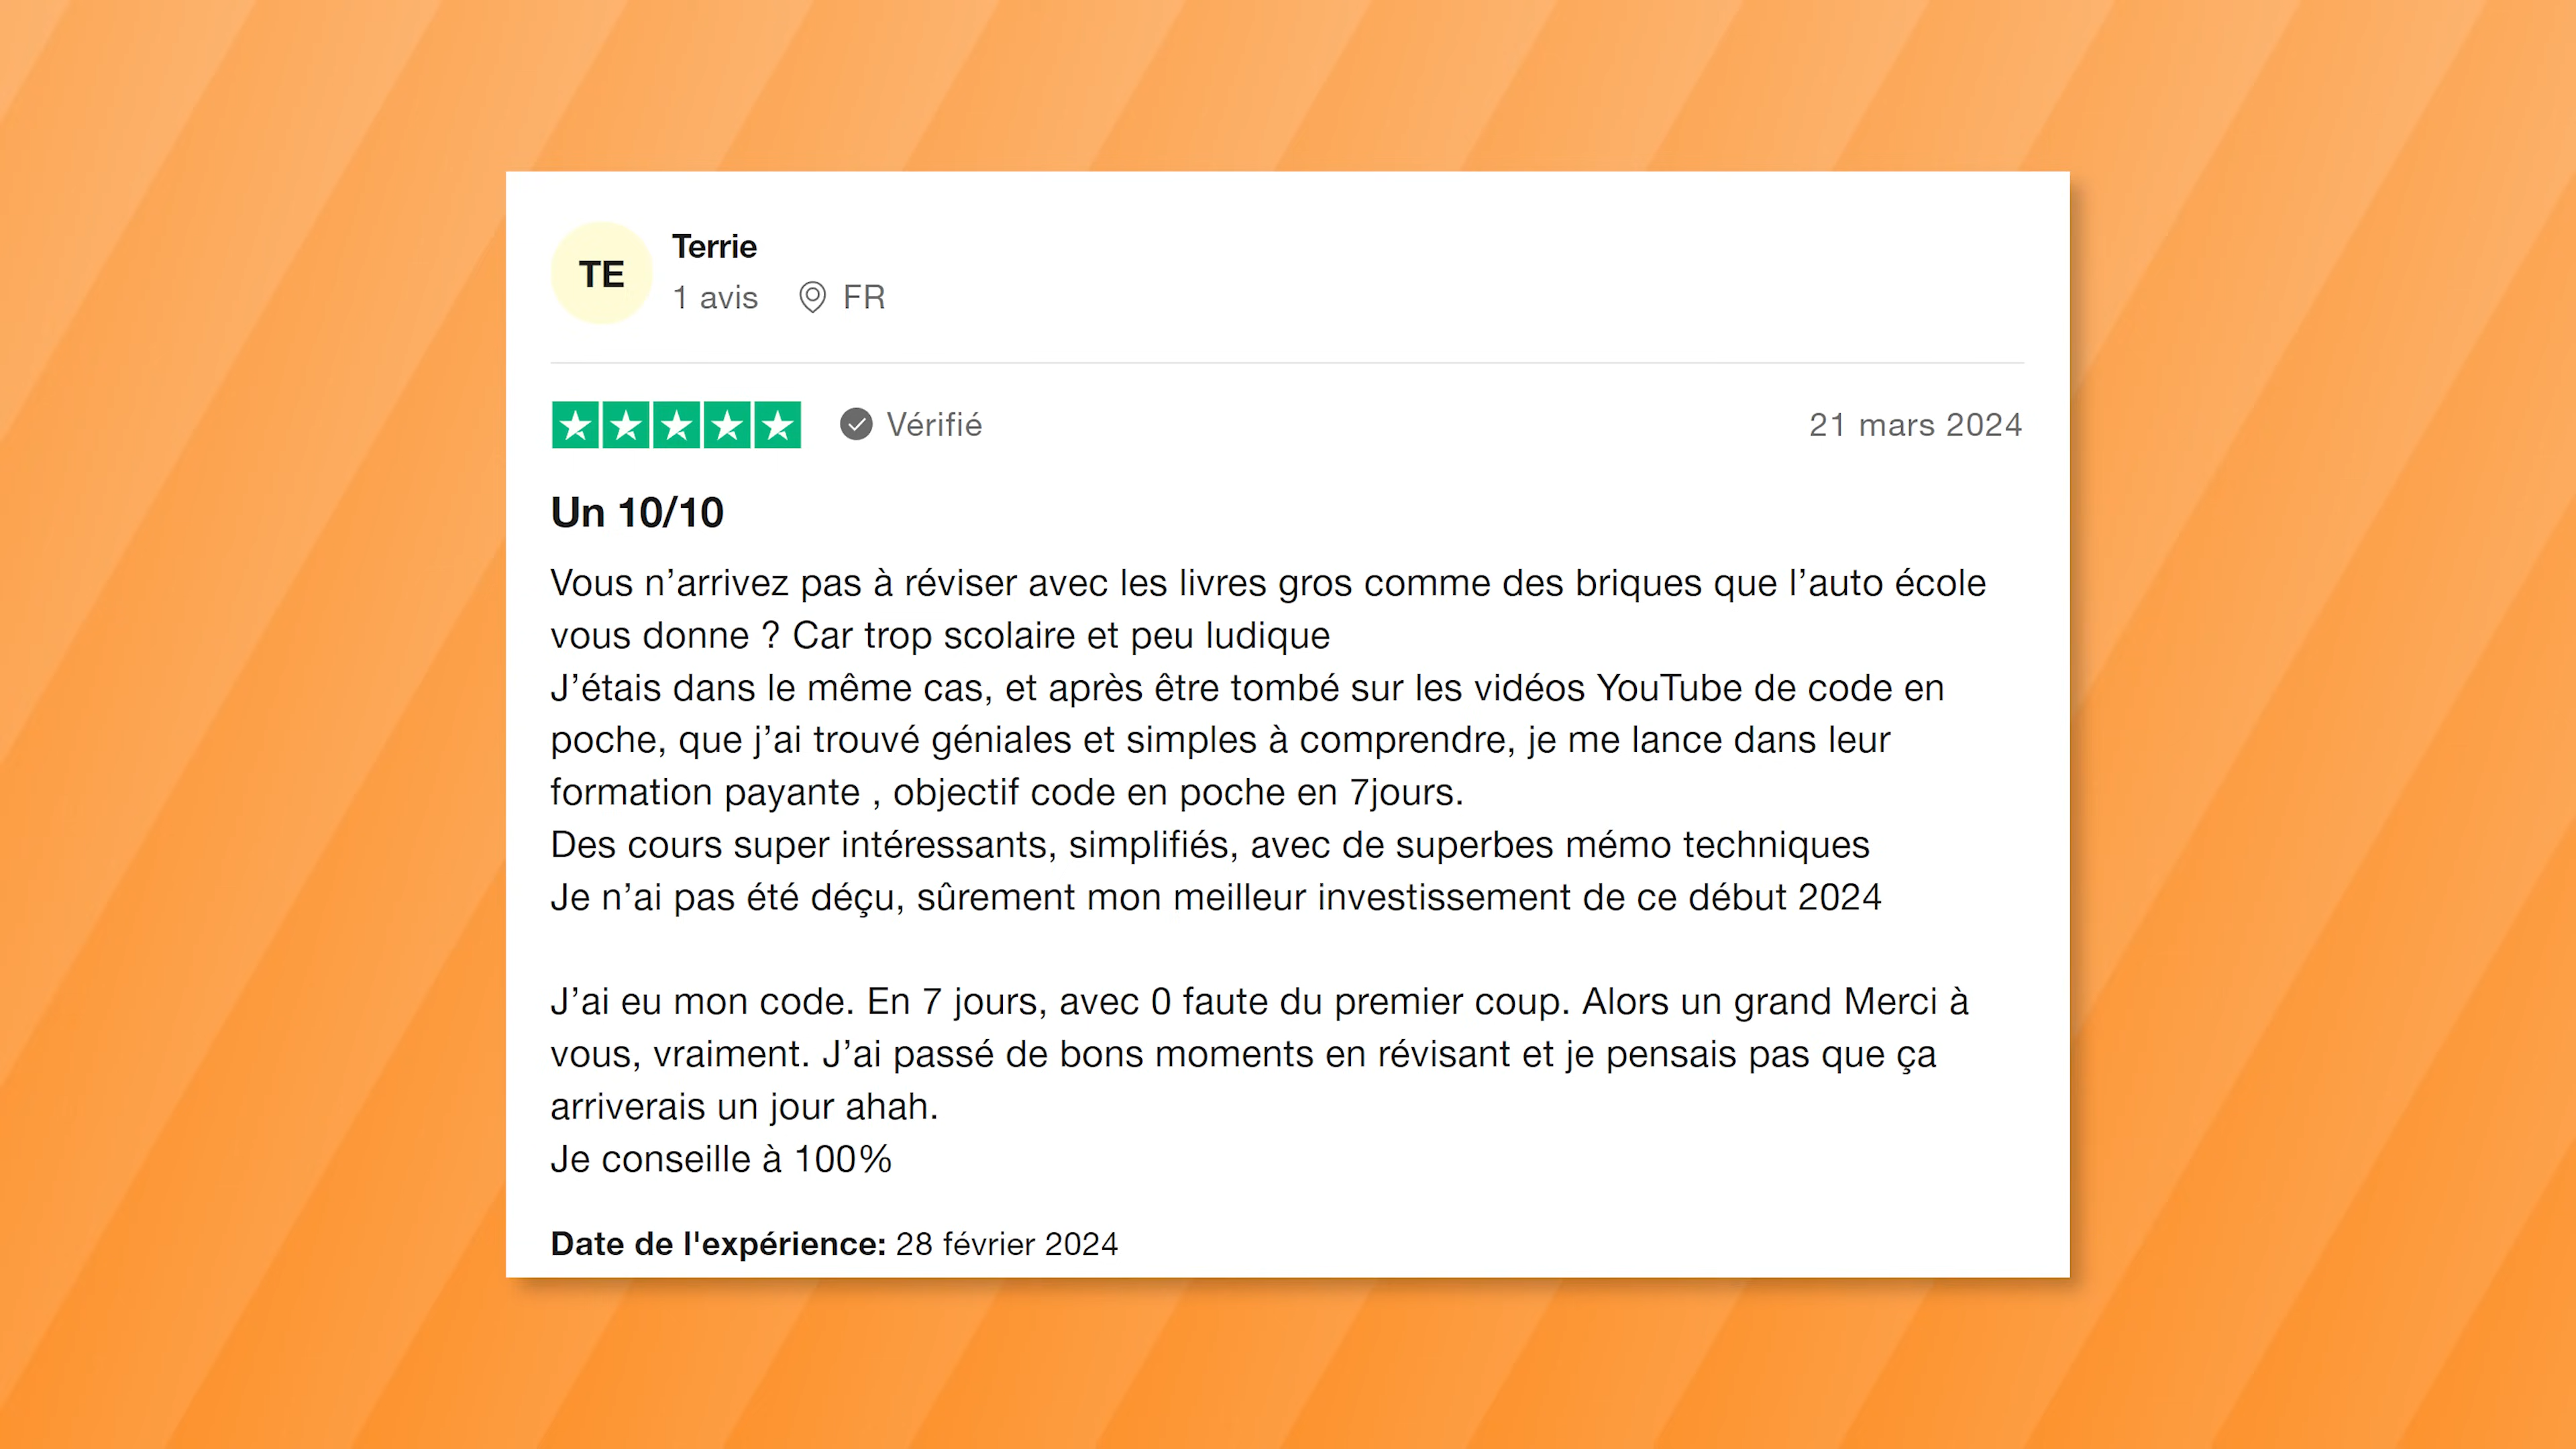 TE
Terrie
1 avis FR
Vérifié
21 mars 2024
Un 10/10
Vous n’arrivez pas à réviser avec les livres gros comme des briques que l’auto école
vous donne ? Car trop scolaire et peu ludique
J’étais dans le même cas, et après être tombé sur les vidéos YouTube de code en
poche, que j’ai trouvé géniales et simples à comprendre, je me lance dans leur
formation payante , objectif code en poche en 7jours.
Des cours super intéressants, simplifiés, avec de superbes mémo techniques
Je n’ai pas été déçu, sûrement mon meilleur investissement de ce début 2024
J’ai eu mon code. En 7 jours, avec 0 faute du premier coup. Alors un grand Merci à
vous, vraiment. J’ai passé de bons moments en révisant et je pensais pas que ça
arriverais un jour ahah.
Je conseille à 100%
Date de l'expérience: 28 février 2024